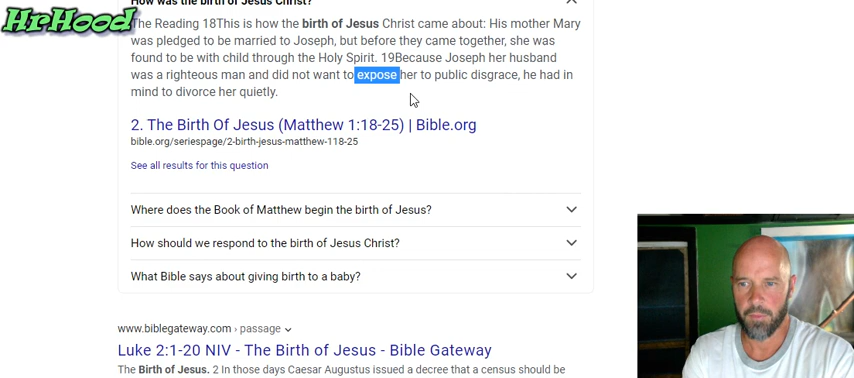 How was the birth of Jesus Christ?
HrHood
The Reading 18This is how the birth of Jesus Christ came about: His mother Mary
was pledged to be married to Joseph, but before they came together, she was
found to be with child through the Holy Spirit. 19Because Joseph her husband
was a righteous man and did not want to expose her to public disgrace, he had in
mind to divorce her quietly.
2. The Birth Of Jesus (Matthew 1:18-25) | Bible.org
bible.org/seriespage/2-birth-jesus-matthew-118-25
See all results for this question
Where does the Book of Matthew begin the birth of Jesus?
How should we respond to the birth of Jesus Christ?
What Bible says about giving birth to a baby?
www.biblegateway.com › passage
Luke 2:1-20 NIV - The Birth of Jesus - Bible Gateway
The Birth of Jesus. 2 In those days Caesar Augustus issued a decree that a census should be